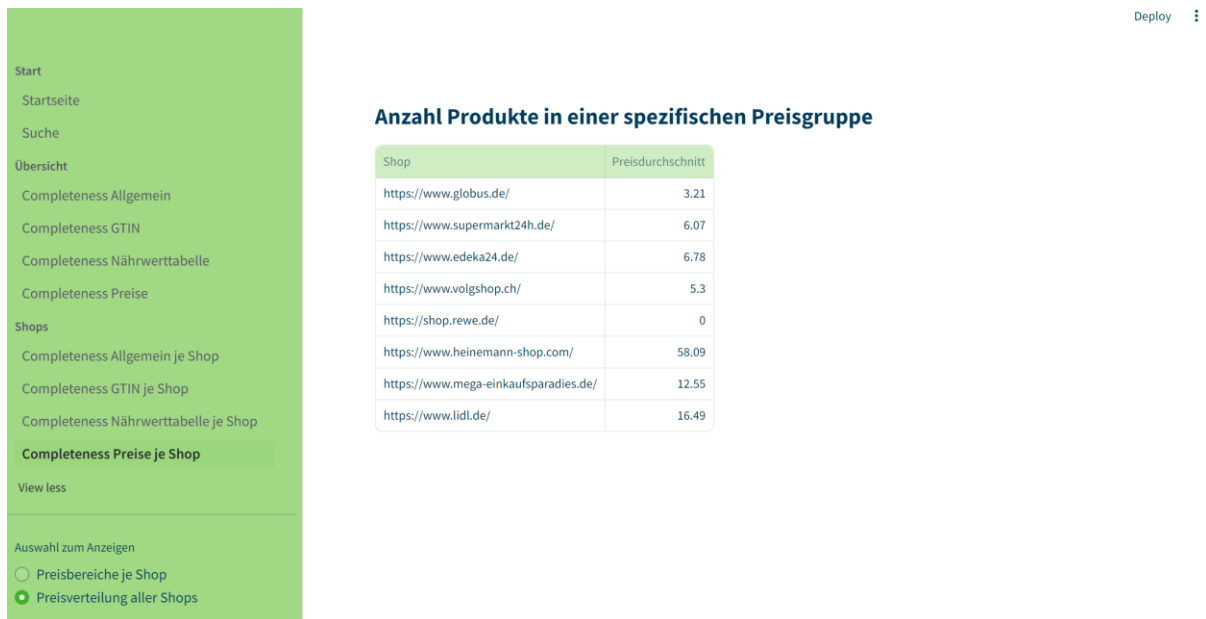 Deploy
Start
Startseite
Suche
Übersicht
Completeness Allgemein
Completeness GTIN
Completeness Nährwerttabelle
Completeness Preise
Shops
Completeness Allgemein je Shop
Completeness GTIN je Shop
Completeness Nährwerttabelle je Shop
Completeness Preise je Shop
View less
Auswahl zum Anzeigen
Preisbereiche je Shop
Preisverteilung aller Shops
Anzahl Produkte in einer spezifischen Preisgruppe
Shop Preisdurchschnitt
https://www.globus.de/ 3.21
https://www.supermarkt24h.de/ 6.07
https://www.edeka24.de/ 6.78
https://www.volgshop.ch/ 5.3
https://shop.rewe.de/ 0
https://www.heinemann-shop.com/ 58.09
https://www.mega-einkaufsparadies.de/ 12.55
https://www.lidl.de/ 16.49